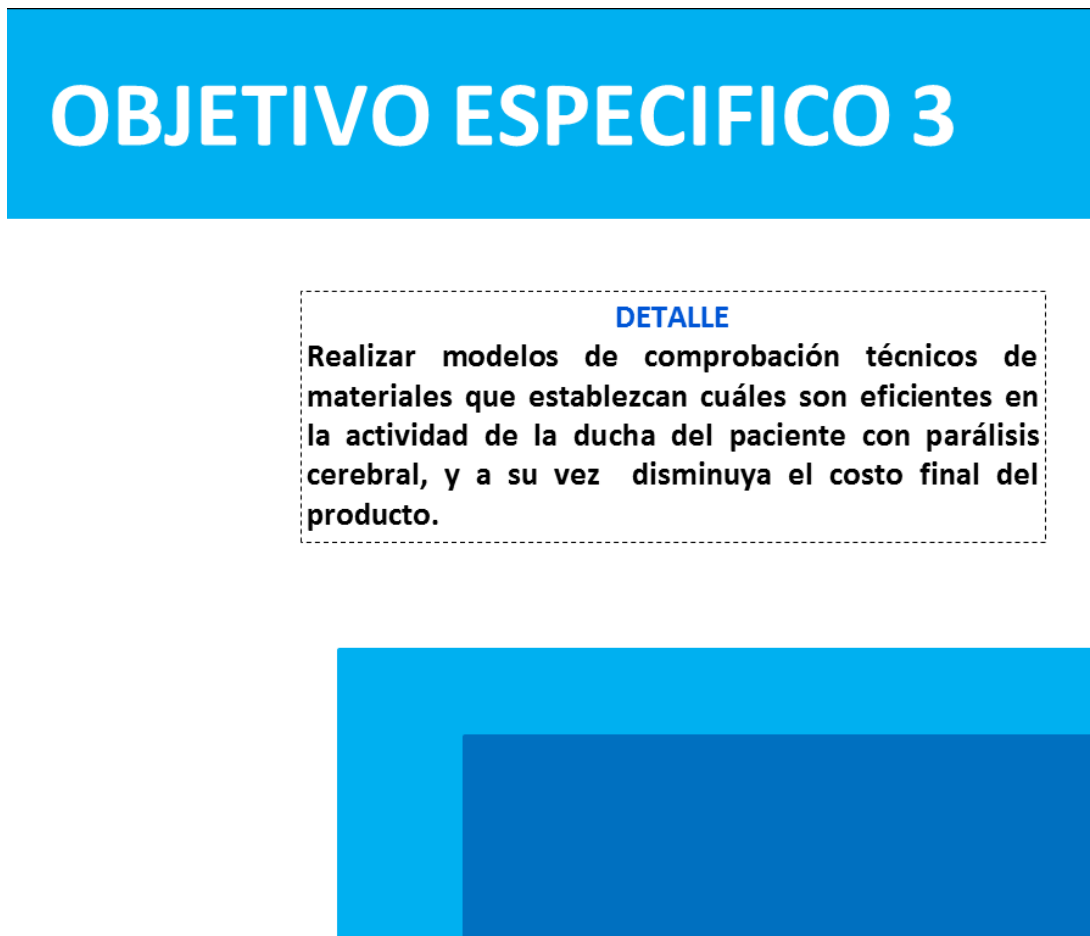 OBJETIVO ESPECIFICO 3
DETALLE
Realizar modelos de comprobación técnicos de
materiales que establezcan cuáles son eficientes en
la actividad de la ducha del paciente con parálisis
cerebral, y a su vez disminuya el costo final del
producto.